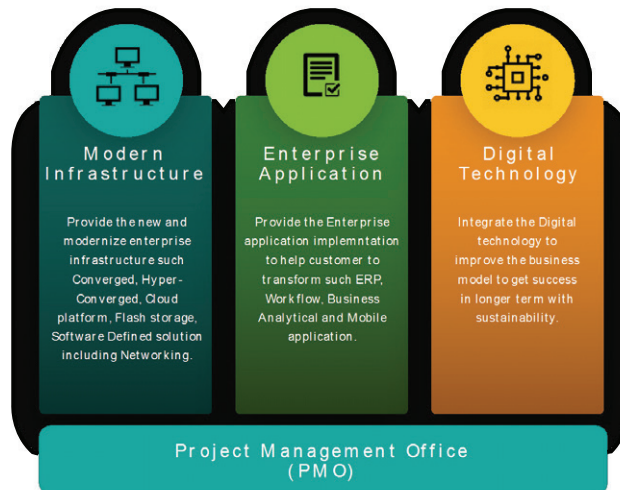 Modern
Infrastructure
Provide the new and
modernize enterprise
infrastructure such
Converged, Hyper-
Converged, Cloud
platform, Flash storage,
Software Defined solution
including Networking.
Enterprise
Application
Provide the Enterprise
application implemntation
to help customer to
transform such ERP,
Workflow, Business
Analytical and Mobile
application.
Digital
Technology
Integrate the Digital
technology to
improve the business
model to get success
in longer term with
sustainability.
Project Management Office
(PMO)